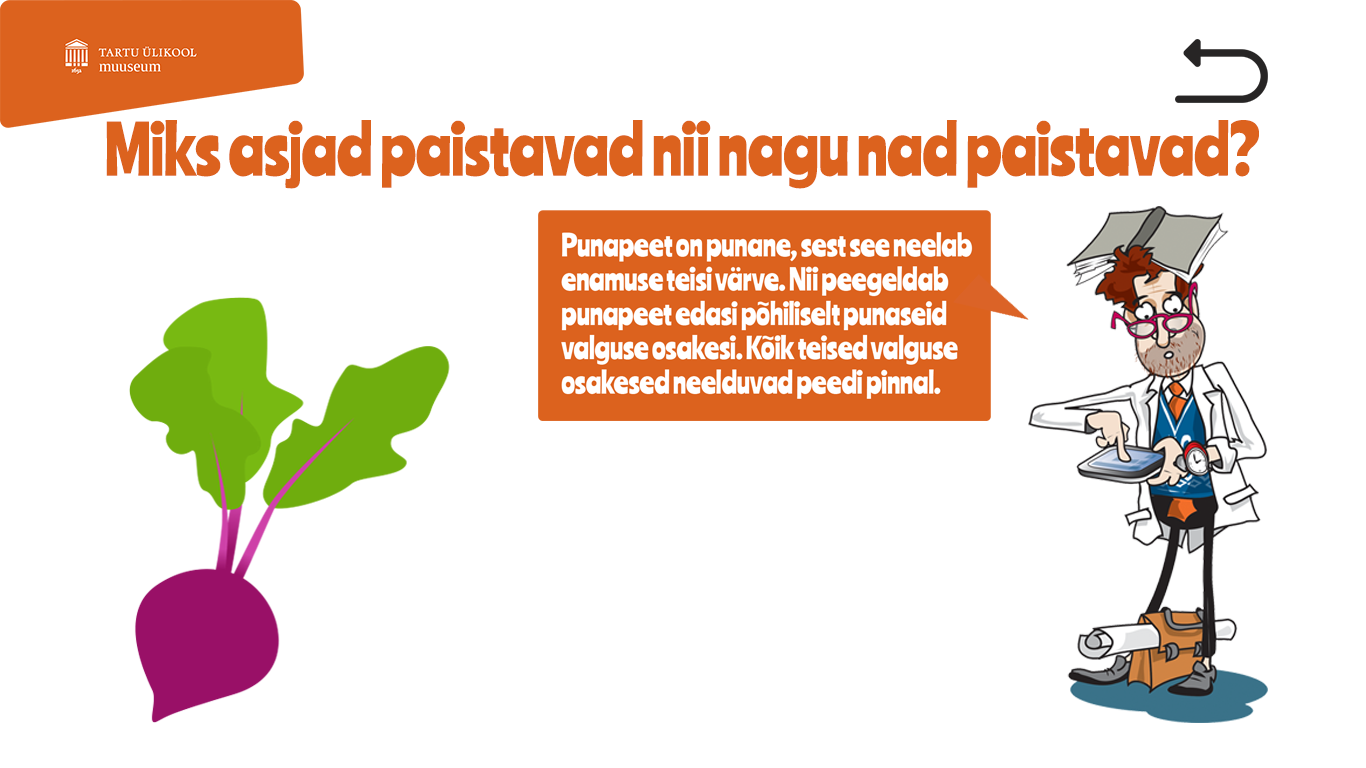 TARTU ÜLIKOOL
muuseum
1632
Miks asjad paistavad nii nagu nad paistavad?
Punapeet on punane, sest see neelab
enamuse teisi värve. Nii peegeldab
punapeet edasi põhiliselt punaseid
valguse osakesi. Kõik teised valguse
osakesed neelduvad peedi pinnal.